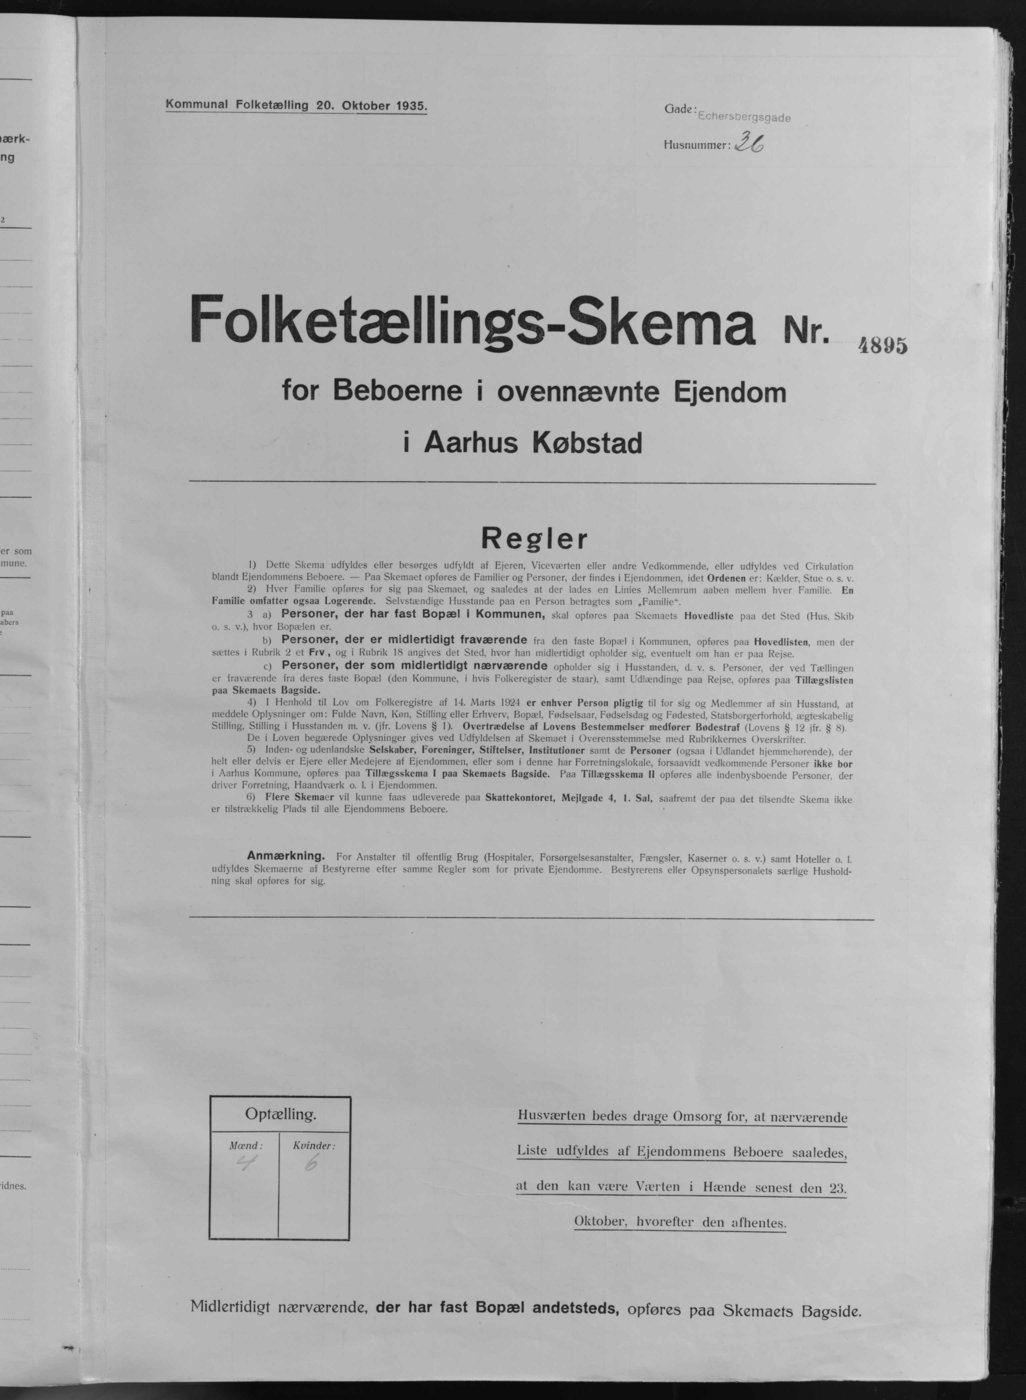 Kommunal Folketælling 20. Oktober 1935.
Gade: Echersbergsgade
Husnummer: 36
Folketællings-Skema Nr. 4895
for Beboerne i ovennævnte Ejendom
i Aarhus Købstad
Regler
1) Dette Skema udfyldes eller besørges udfyldt af Ejeren, Viceværten eller andre Vedkommende, eller udfyldes ved Cirkulation
blandt Ejendommens Beboere. — Paa Skemaet opføres de Familier og Personer, der findes i Ejendommen, idet Ordenen er: Kælder, Stue o. s. v.
2) Hver Familie opføres for sig paa Skemaet, og saaledes at der lades en Linies Mellemrum aaben mellem hver Familie. En
Familie omfatter ogsaa Logerende. Selvstændige Husstande paa en Person betragtes som „Familie“.
3 a) Personer, der har fast Bopæl i Kommunen, skal opføres paa Skemaets Hovedliste paa det Sted (Hus, Skib
o. s. v.), hvor Bopælen er.
b) Personer, der er midlertidigt fraværende fra den faste Bopæl i Kommunen, opføres paa Hovedlisten, men der
sættes i Rubrik 2 et Frv, og i Rubrik 18 angives det Sted, hvor han midlertidigt opholder sig, eventuelt om han er paa Rejse.
c) Personer, der som midlertidigt nærværende opholder sig i Husstanden, d. v. s. Personer, der ved Tællingen
er fraværende fra deres faste Bopæl (den Kommune, i hvis Folkeregister de staar), samt Udlændinge paa Rejse, opføres paa Tillægslisten
paa Skemaets Bagside.
4) I Henhold til Lov om Folkeregistre af 14. Marts 1924 er enhver Person pligtig til for sig og Medlemmer af sin Husstand, at
meddele Oplysninger om: Fulde Navn, Køn, Stilling eller Erhverv, Bopæl, Fødselsaar, Fødselsdag og Fødested, Statsborgerforhold, ægteskabelig
Stilling, Stilling i Husstanden m. v. (jfr. Lovens § 1). Overtrædelse af Lovens Bestemmelser medfører Bødestraf (Lovens § 12 jfr. § 8).
De i Loven begærede Oplysninger gives ved Udfyldelsen af Skemaet i Overensstemmelse med Rubrikkernes Overskrifter.
5) Inden- og udenlandske Selskaber, Foreninger, Stiftelser, Institutioner samt de Personer (ogsaa i Udlandet hjemmehørende), der
helt eller delvis er Ejere eller Medejere af Ejendommen, eller som i denne har Forretningslokale, forsaavidt vedkommende Personer ikke bor
i Aarhus Kommune, opføres paa Tillægsskema I paa Skemaets Bagside. Paa Tillægsskema II opføres alle indenbysboende Personer, der
driver Forretning, Haandværk o. l. i Ejendommen.
6) Flere Skemaer vil kunne faas udleverede paa Skattekontoret, Mejlgade 4, 1. Sal, saafremt der paa det tilsendte Skema ikke
er tilstrækkelig Plads til alle Ejendommens Beboere.
Anmærkning. For Anstalter til offentlig Brug (Hospitaler, Forsørgelsesanstalter, Fængsler, Kaserner o. s. v.) samt Hoteller o. l.
udfyldes Skemaerne af Bestyrerne efter samme Regler som for private Ejendomme. Bestyrerens eller Opsynspersonalets særlige Hushold-
ning skal opføres for sig.
Optælling.
Mænd: Kvinder:
4 6
Husværten bedes drage Omsorg for, at nærværende
Liste udfyldes af Ejendommens Beboere saaledes,
at den kan være Værten i Hænde senest den 23.
Oktober, hvorefter den afhentes.
Midlertidigt nærværende, der har fast Bopæl andetsteds, opføres paa Skemaets Bagside.